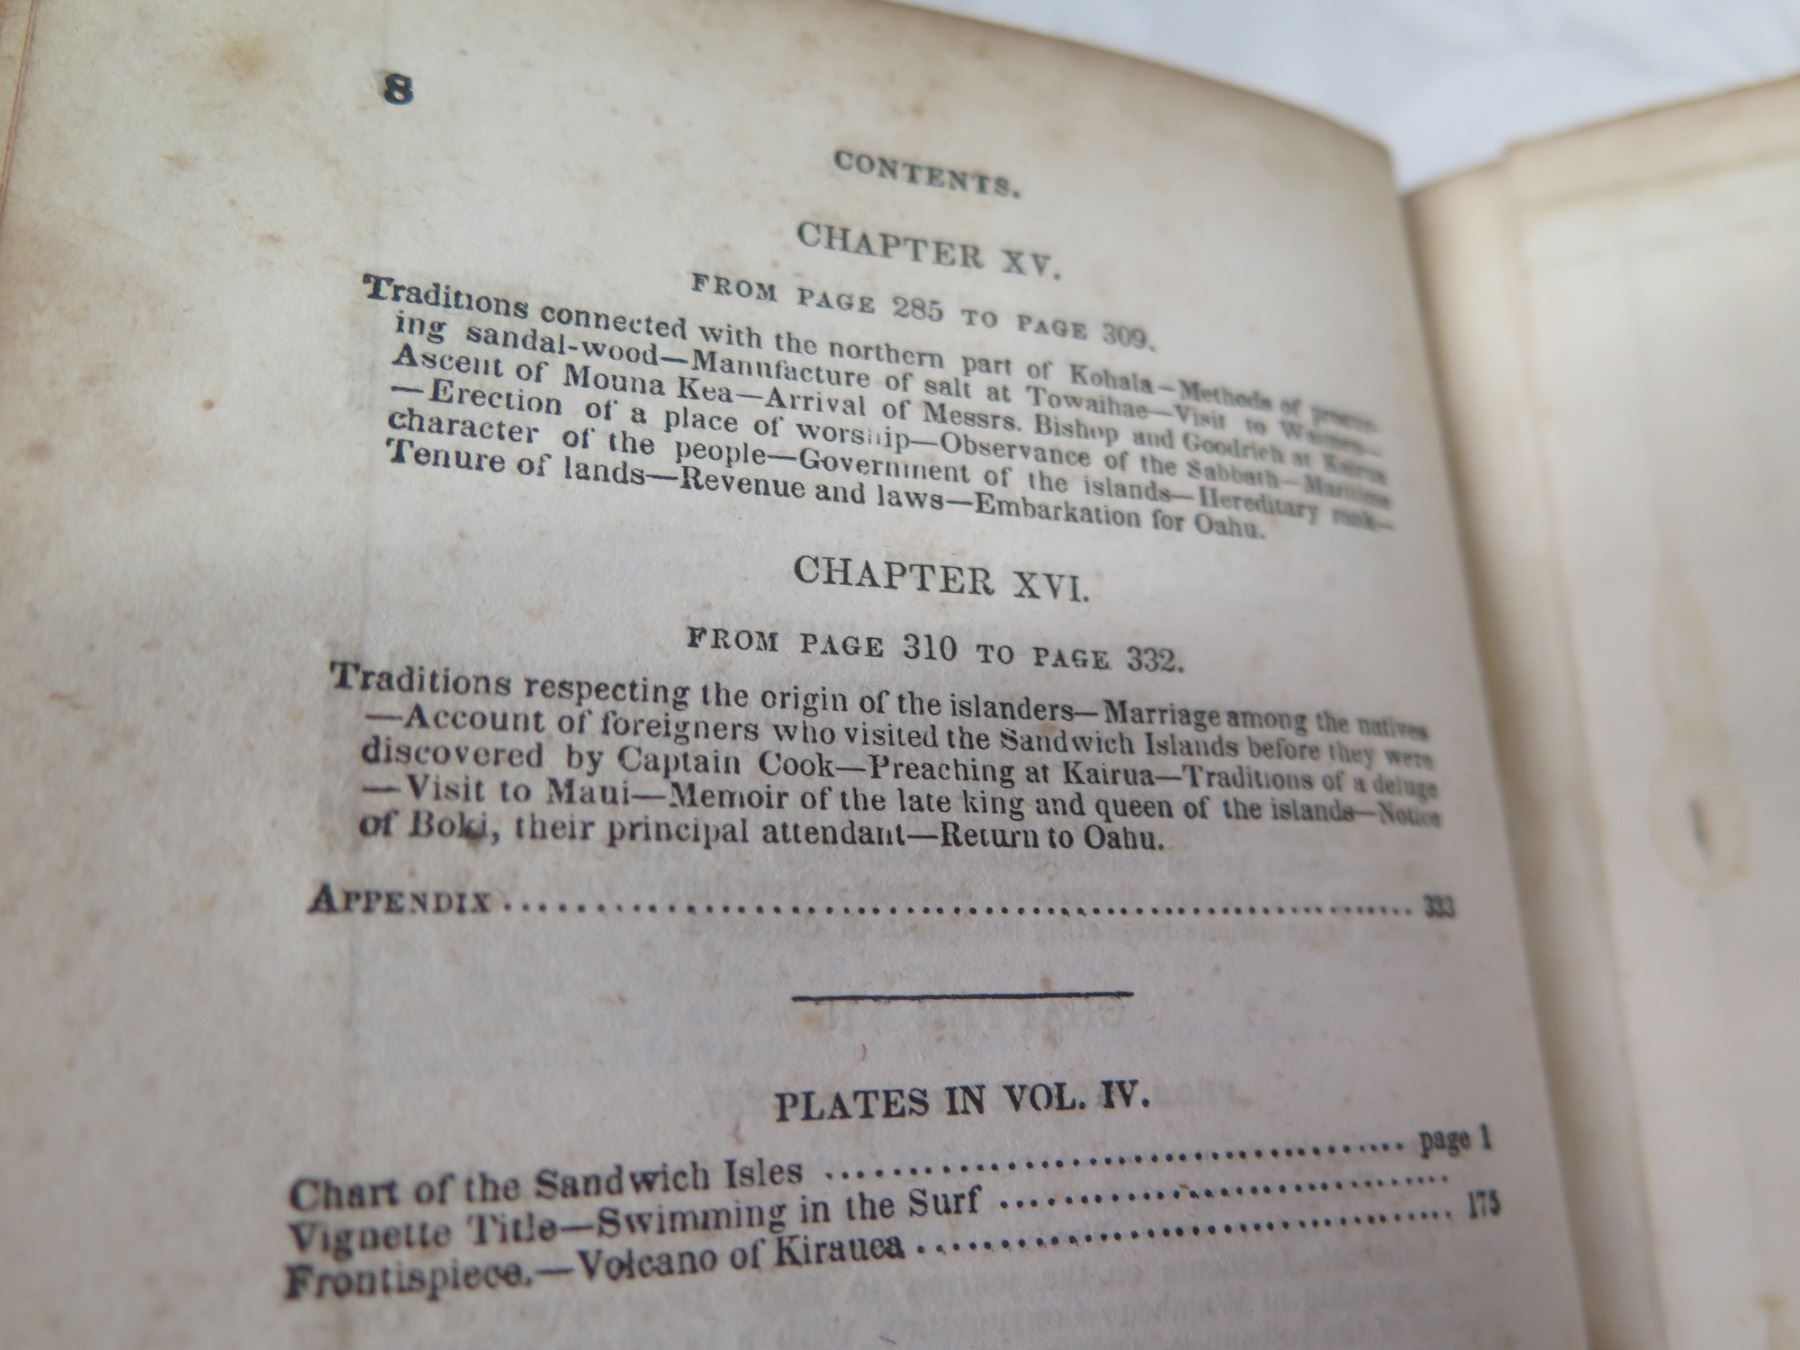 8
CONTENTS.
CHAPTER XV.
FROM PAGE 285 TO PAGE 309.
Traditions connected with the northern part of Kohala—Methods of procur-
ing sandal-wood—Manufacture of salt at Towaihae—Visit to Waimea—
Ascent of Mouna Kea—Arrival of Messrs. Bishop and Goodrich at Kairua
—Erection of a place of worship—Observance of the Sabbath—Maritime
character of the people—Government of the islands—Hereditary rank—
Tenure of lands—Revenue and laws—Embarkation for Oahu.
CHAPTER XVI.
FROM PAGE 310 TO PAGE 332.
Traditions respecting the origin of the islanders—Marriage among the natives
—Account of foreigners who visited the Sandwich Islands before they were
discovered by Captain Cook—Preaching at Kairua—Traditions of a deluge
—Visit to Maui—Memoir of the late king and queen of the islands—Notice
of Boki, their principal attendant—Return to Oahu.
APPENDIX ........................................ 333
PLATES IN VOL. IV.
Chart of the Sandwich Isles ........................................ page 1
Vignette Title—Swimming in the Surf ........................................
Frontispiece.—Volcano of Kirauea ........................................ 175